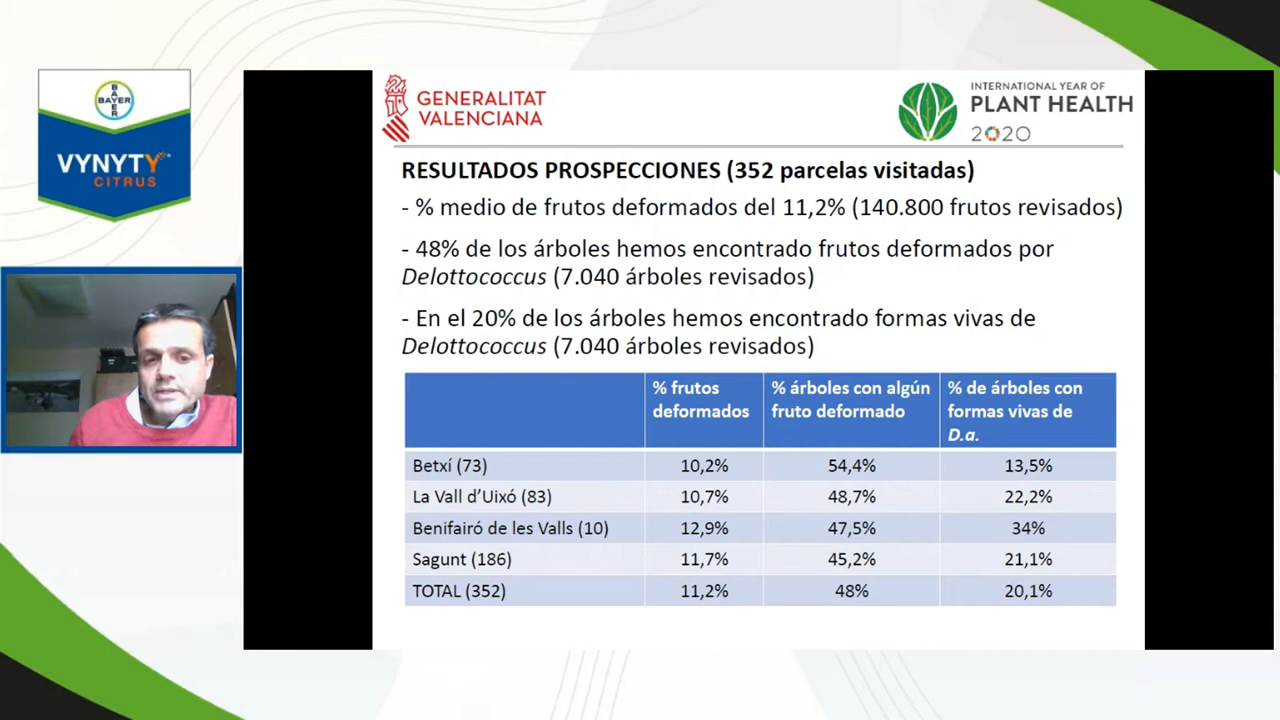 BAYER
BAYER
VYNYTY
CITRUS
GENERALITAT
VALENCIANA
INTERNATIONAL YEAR OF
PLANT HEALTH
2020
RESULTADOS PROSPECCIONES (352 parcelas visitadas)
- % medio de frutos deformados del 11,2% (140.800 frutos revisados)
- 48% de los árboles hemos encontrado frutos deformados por
Delottococcus (7.040 árboles revisados)
- En el 20% de los árboles hemos encontrado formas vivas de
Delottococcus (7.040 árboles revisados)
% frutos deformados
% árboles con algún fruto deformado
% de árboles con formas vivas de D.a.
Betxí (73) 10,2% 54,4% 13,5%
La Vall d’Uixó (83) 10,7% 48,7% 22,2%
Benifairó de les Valls (10) 12,9% 47,5% 34%
Sagunt (186) 11,7% 45,2% 21,1%
TOTAL (352) 11,2% 48% 20,1%